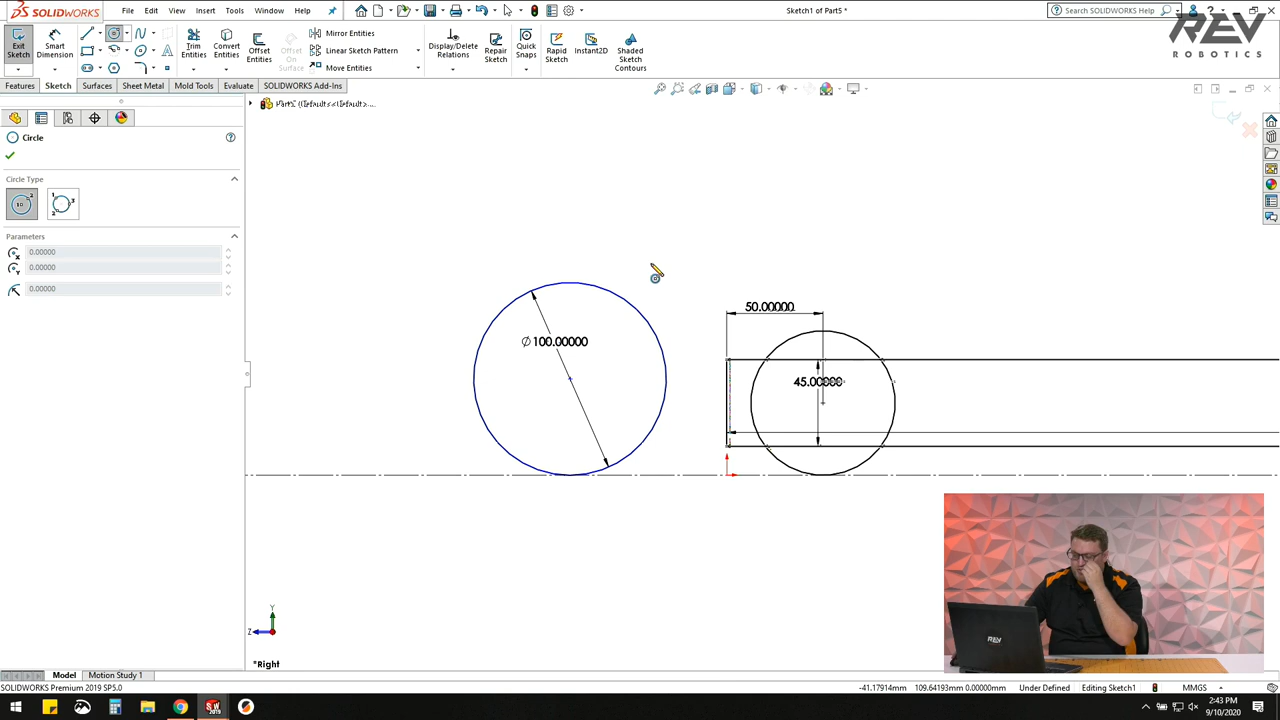 SOLIDWORKS
File Edit View Insert Tools Window Help
Sketch1 of Part5 *
Search SOLIDWORKS Help
REV
ROBOTICS
Exit Sketch
Smart Dimension
Trim Entities
Convert Entities
Offset Entities
Offset On Surface
Mirror Entities
Linear Sketch Pattern
Move Entities
Display/Delete Relations
Repair Sketch
Quick Snaps
Rapid Sketch
Instant2D
Shaded Sketch Contours
Features Sketch Surfaces Sheet Metal Mold Tools Evaluate SOLIDWORKS Add-Ins
Circle
Circle Type
Parameters
0.00000
0.00000
0.00000
50.00000
Ø 100.00000
45.00000
Y
Z
*Right
REV
Model Motion Study 1
SOLIDWORKS Premium 2019 SP5.0
-41.17914mm 109.64193mm 0.00000mm Under Defined Editing Sketch1 MMGS
2:43 PM
9/10/2020